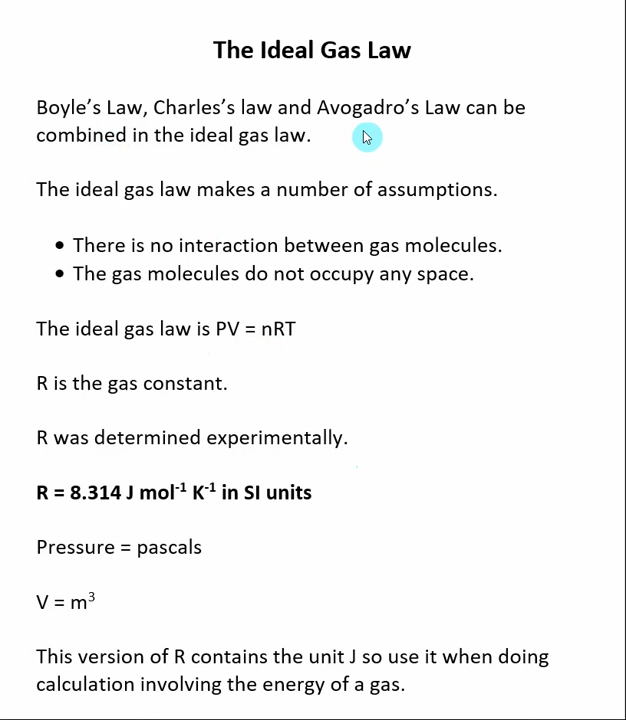 The Ideal Gas Law
Boyle’s Law, Charles’s law and Avogadro’s Law can be
combined in the ideal gas law.
The ideal gas law makes a number of assumptions.
• There is no interaction between gas molecules.
• The gas molecules do not occupy any space.
The ideal gas law is PV = nRT
R is the gas constant.
R was determined experimentally.
R = 8.314 J mol⁻¹ K⁻¹ in SI units
Pressure = pascals
V = m³
This version of R contains the unit J so use it when doing
calculation involving the energy of a gas.